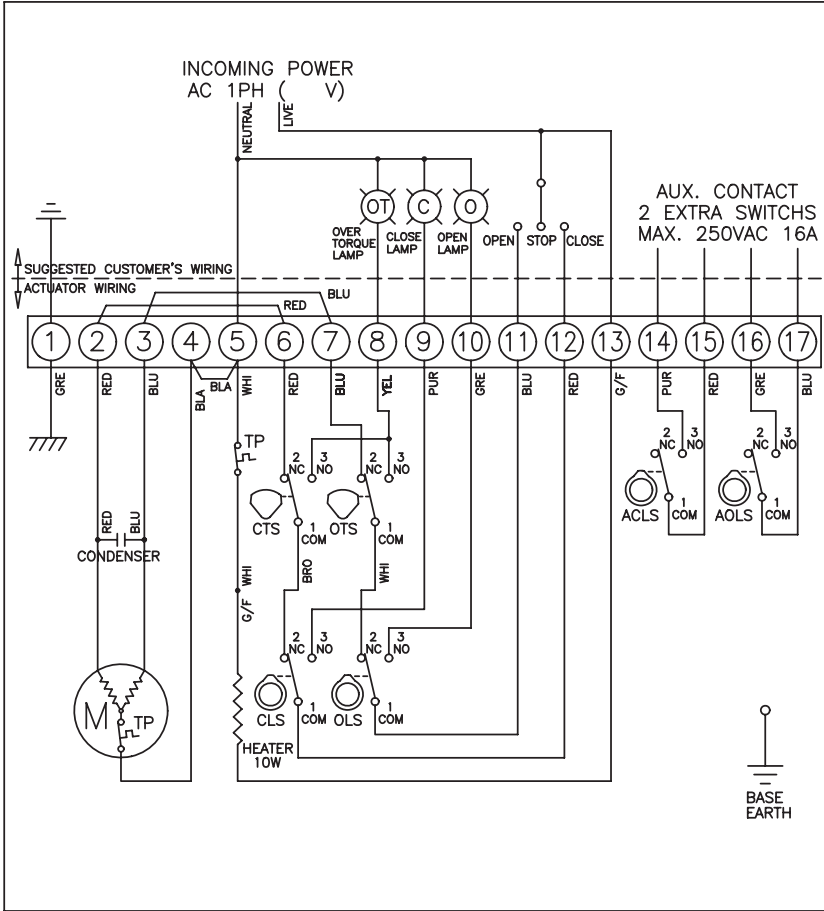 INCOMING POWER
AC 1PH ( V)
NEUTRAL
LIVE
OT
C
O
OVER
TORQUE
LAMP
CLOSE
LAMP
OPEN
LAMP
OPEN
STOP
CLOSE
AUX. CONTACT
2 EXTRA SWITCHS
MAX. 250VAC 16A
SUGGESTED CUSTOMER'S WIRING
ACTUATOR WIRING
BLU
RED
1 2 3 4 5 6 7 8 9 10 11 12 13 14 15 16 17
GRE
RED
BLU
BLA
BLA
WHI
RED
BLU
YEL
PUR
GRE
BLU
RED
G/F
PUR
RED
GRE
BLU
TP
2
NC
3
NO
CTS
1
COM
2
NC
3
NO
OTS
1
COM
2
NC
3
NO
ACLS
1
COM
2
NC
3
NO
AOLS
1
COM
RED
BLU
CONDENSER
WHI
G/F
BRO
WHI
2
NC
3
NO
CLS
1
COM
2
NC
3
NO
OLS
1
COM
M
TP
HEATER
10W
BASE
EARTH